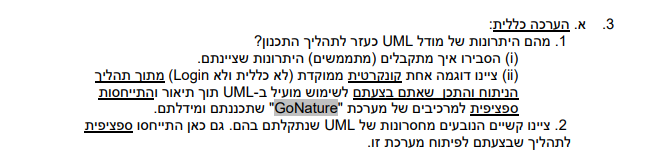 3. א. הערכה כללית:
1. מהם היתרונות של מודל UML כעזר לתהליך התכנון?
(i) הסבירו איך מתקבלים (מתממשים) היתרונות שציינתם.
(ii) ציינו דוגמה אחת קונקרטית ממוקדת (לא כללית ולא Login) מתוך תהליך
הניתוח והתכן שאתם בצעתם לשימוש מועיל ב-UML תוך תיאור והתייחסות
ספציפית למרכיבים של מערכת "GoNature" שתכננתם ומידלתם.
2. ציינו קשיים הנובעים מחסרונות של UML שנתקלתם בהם. גם כאן התייחסו ספציפית
לתהליך שבצעתם לפיתוח מערכת זו.